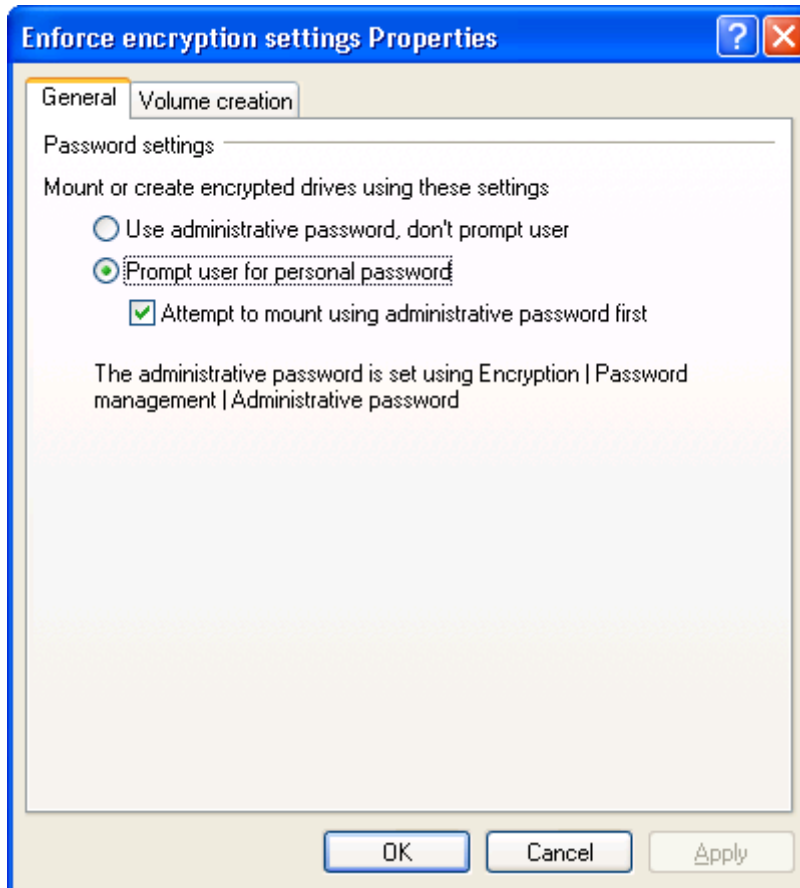 Enforce encryption settings Properties
?
General
Volume creation
Password settings
Mount or create encrypted drives using these settings
Use administrative password, don't prompt user
Prompt user for personal password
Attempt to mount using administrative password first
The administrative password is set using Encryption | Password
management | Administrative password
OK
Cancel
Apply